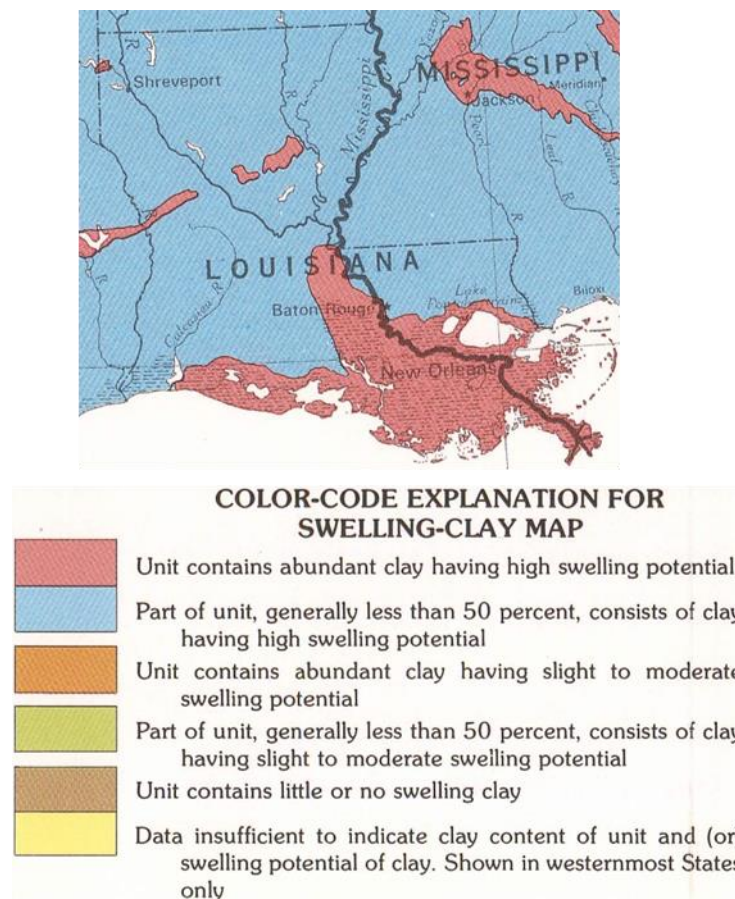 R
R
Yazoo
MISSISSIPPI
Shreveport
Mississippi
Meridian
R
Jackson
Pearl
Leaf R
Chickasawhay
R
R
R
R
LOUISIANA
Calcasieu R
Baton Rouge
Lake
Pontchartrain
Biloxi
New Orleans
COLOR-CODE EXPLANATION FOR
SWELLING-CLAY MAP
Unit contains abundant clay having high swelling potential
Part of unit, generally less than 50 percent, consists of clay
having high swelling potential
Unit contains abundant clay having slight to moderate
swelling potential
Part of unit, generally less than 50 percent, consists of clay
having slight to moderate swelling potential
Unit contains little or no swelling clay
Data insufficient to indicate clay content of unit and (or
swelling potential of clay. Shown in westernmost States
only